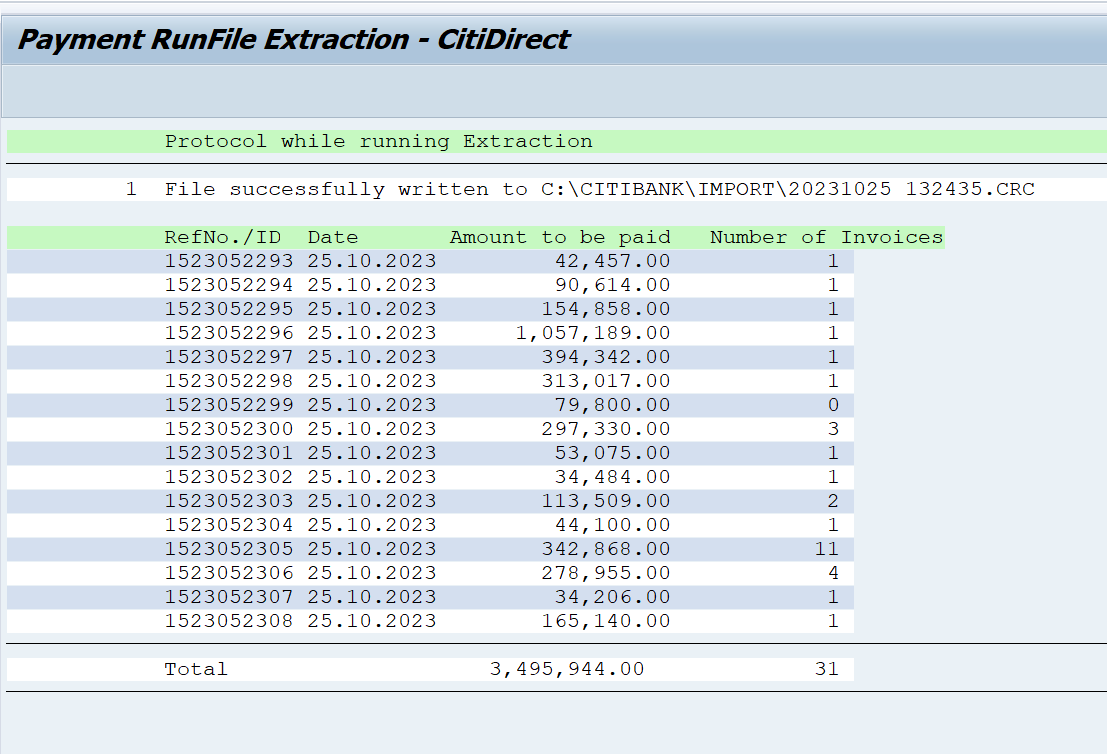 Payment RunFile Extraction - CitiDirect
Protocol while running Extraction
1 File successfully written to C:\CITIBANK\IMPORT\20231025 132435.CRC
RefNo./ID Date Amount to be paid Number of Invoices
1523052293 25.10.2023 42,457.00 1
1523052294 25.10.2023 90,614.00 1
1523052295 25.10.2023 154,858.00 1
1523052296 25.10.2023 1,057,189.00 1
1523052297 25.10.2023 394,342.00 1
1523052298 25.10.2023 313,017.00 1
1523052299 25.10.2023 79,800.00 0
1523052300 25.10.2023 297,330.00 3
1523052301 25.10.2023 53,075.00 1
1523052302 25.10.2023 34,484.00 1
1523052303 25.10.2023 113,509.00 2
1523052304 25.10.2023 44,100.00 1
1523052305 25.10.2023 342,868.00 11
1523052306 25.10.2023 278,955.00 4
1523052307 25.10.2023 34,206.00 1
1523052308 25.10.2023 165,140.00 1
Total 3,495,944.00 31